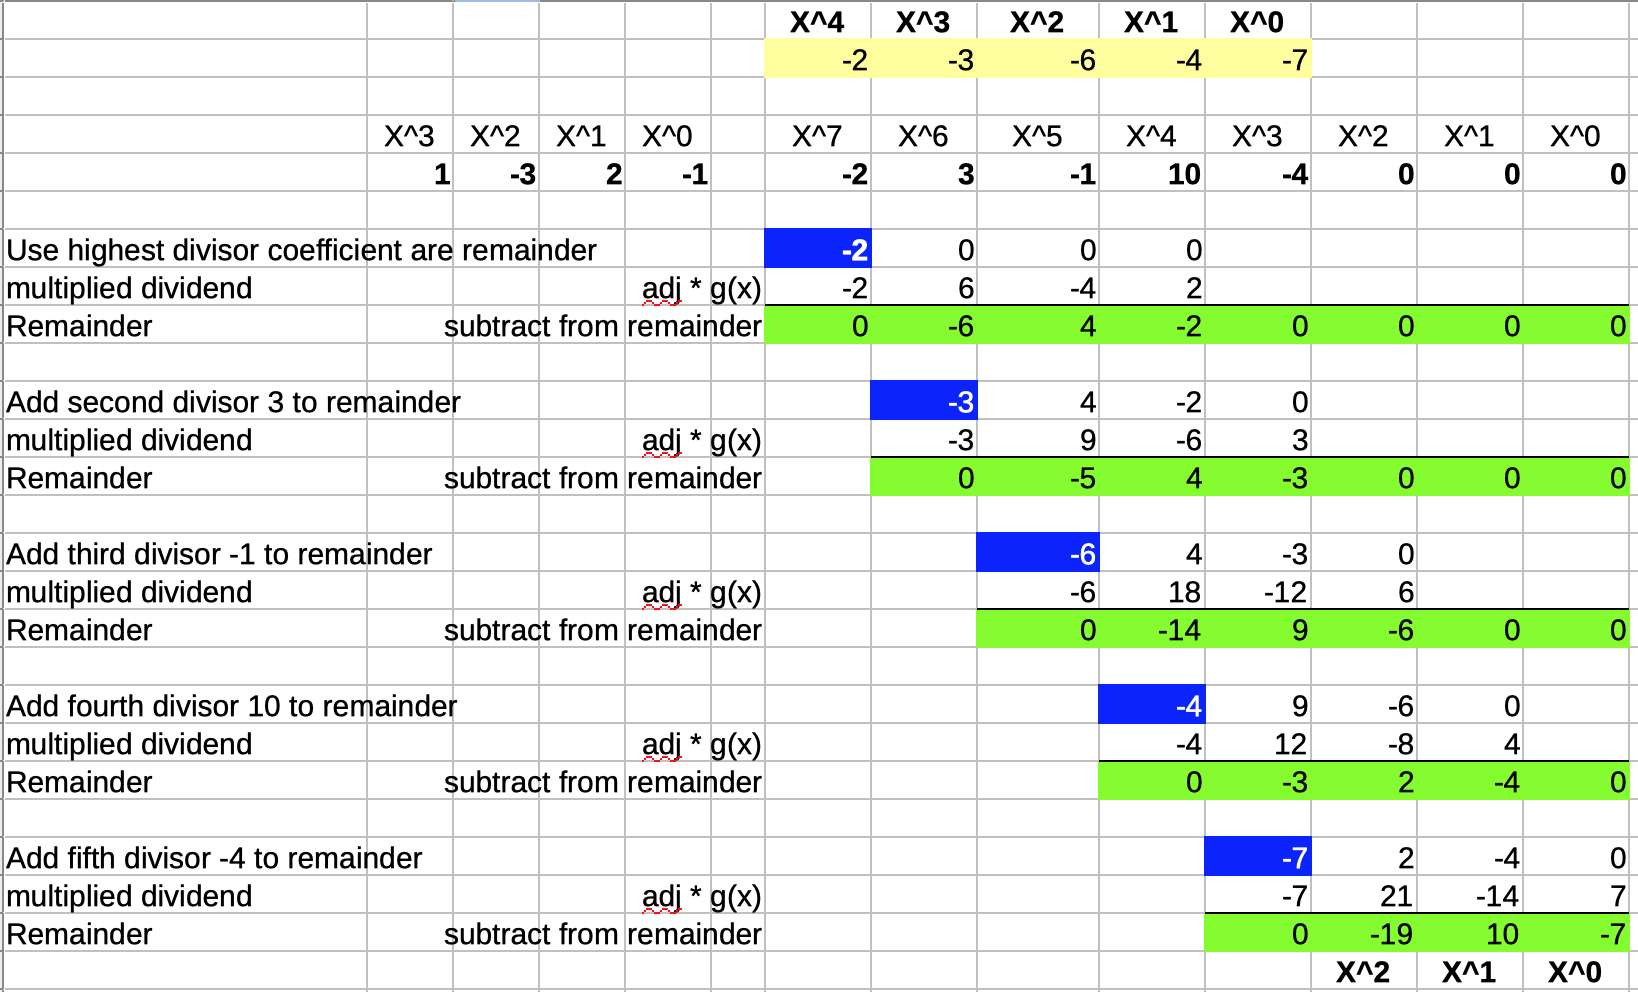 X^4 X^3 X^2 X^1 X^0
-2 -3 -6 -4 -7
X^3 X^2 X^1 X^0 X^7 X^6 X^5 X^4 X^3 X^2 X^1 X^0
1 -3 2 -1 -2 3 -1 10 -4 0 0 0
Use highest divisor coefficient are remainder -2 0 0 0
multiplied dividend adj * g(x) -2 6 -4 2
Remainder subtract from remainder 0 -6 4 -2 0 0 0 0
Add second divisor 3 to remainder -3 4 -2 0
multiplied dividend adj * g(x) -3 9 -6 3
Remainder subtract from remainder 0 -5 4 -3 0 0 0
Add third divisor -1 to remainder -6 4 -3 0
multiplied dividend adj * g(x) -6 18 -12 6
Remainder subtract from remainder 0 -14 9 -6 0 0
Add fourth divisor 10 to remainder -4 9 -6 0
multiplied dividend adj * g(x) -4 12 -8 4
Remainder subtract from remainder 0 -3 2 -4 0
Add fifth divisor -4 to remainder -7 2 -4 0
multiplied dividend adj * g(x) -7 21 -14 7
Remainder subtract from remainder 0 -19 10 -7
X^2 X^1 X^0